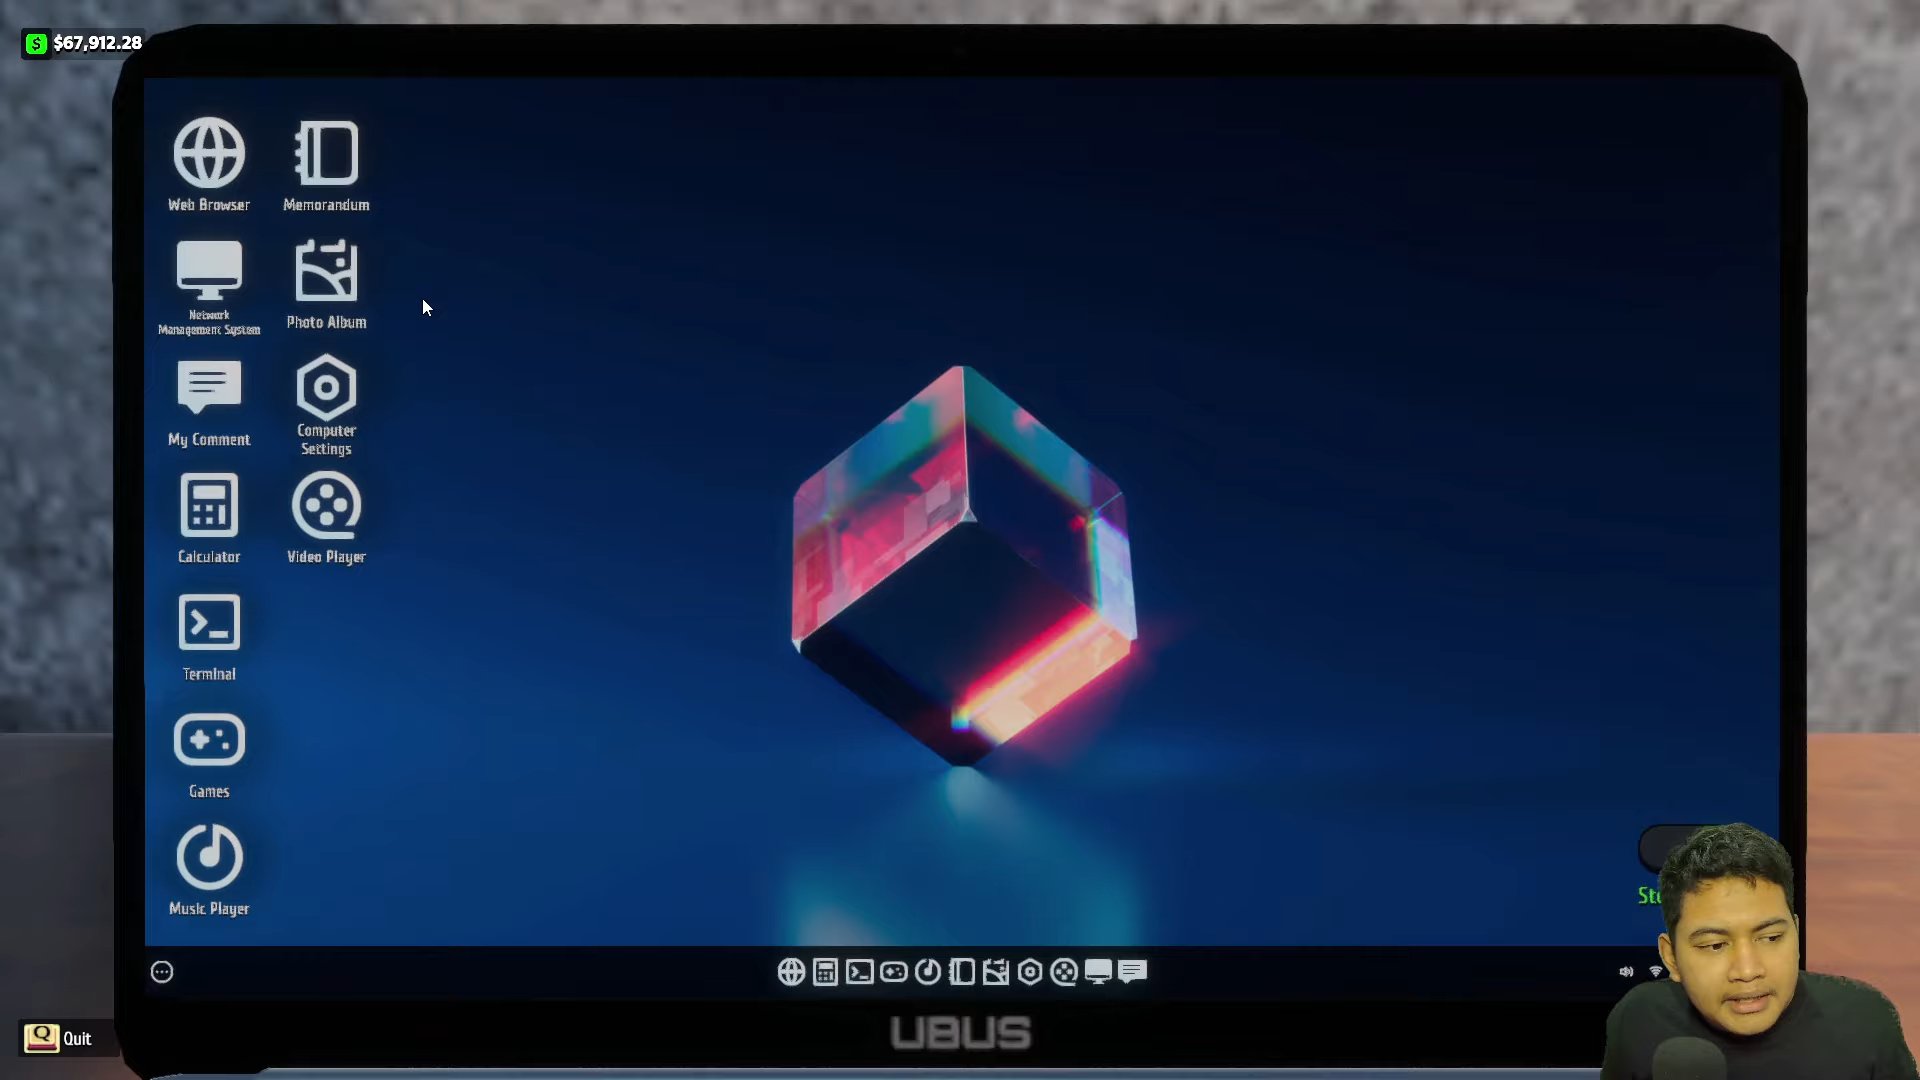 $67,912.28
Web Browser
Memorandum
Network
Management System
Photo Album
My Comment
Computer
Settings
Calculator
Video Player
Terminal
Games
Music Player
Q Quit
UBUS